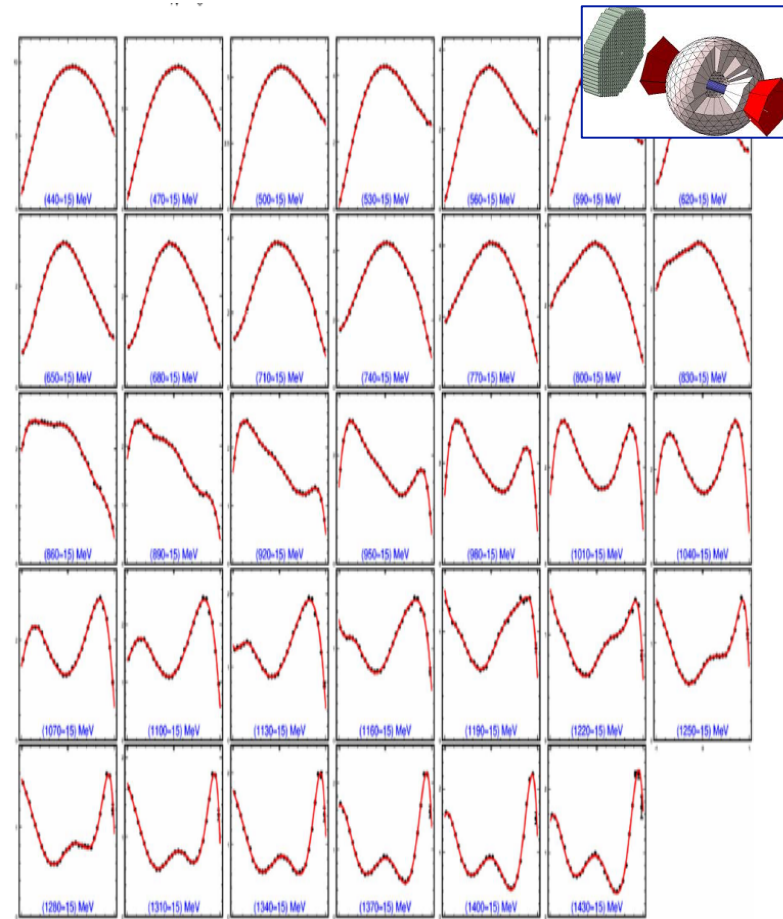 (440=15) MeV
(470=15) MeV
(500=15) MeV
(530=15) MeV
(560=15) MeV
(590=15) MeV
(620=15) MeV
(650=15) MeV
(680=15) MeV
(710=15) MeV
(740=15) MeV
(770=15) MeV
(800=15) MeV
(830=15) MeV
(860=15) MeV
(890=15) MeV
(920=15) MeV
(950=15) MeV
(980=15) MeV
(1010=15) MeV
(1040=15) MeV
(1070=15) MeV
(1100=15) MeV
(1130=15) MeV
(1160=15) MeV
(1190=15) MeV
(1220=15) MeV
(1250=15) MeV
(1280=15) MeV
(1310=15) MeV
(1340=15) MeV
(1370=15) MeV
(1400=15) MeV
(1430=15) MeV